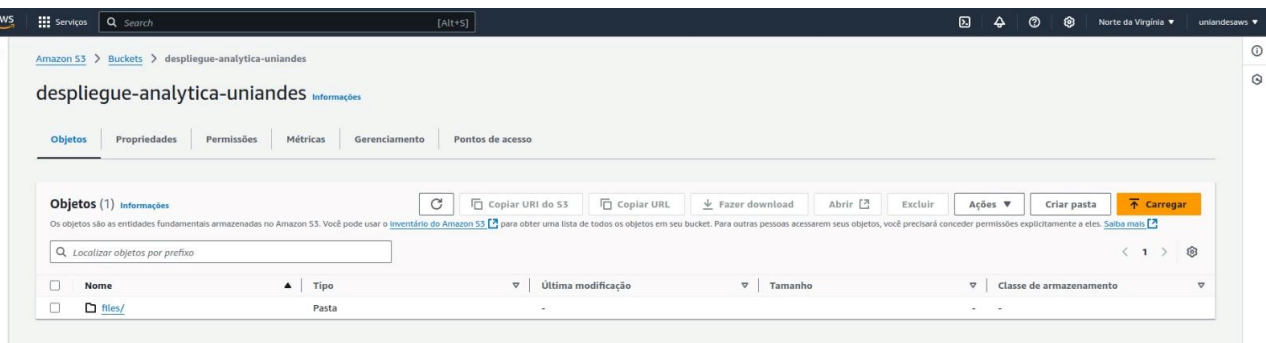 aws Serviços Search [Alt+S] Norte da Virgínia uniandesaws
Amazon S3 > Buckets > despliegue-analytica-uniandes
despliegue-analytica-uniandes Informações
Objetos Propriedades Permissões Métricas Gerenciamento Pontos de acesso
Objetos (1) Informações Copiar URI do S3 Copiar URL Fazer download Abrir Excluir Ações Criar pasta Carregar
Os objetos são as entidades fundamentais armazenadas no Amazon S3. Você pode usar o inventário do Amazon S3 para obter uma lista de todos os objetos em seu bucket. Para outras pessoas acessarem seus objetos, você precisará conceder permissões explicitamente a eles. Saiba mais
Localizar objetos por prefixo < 1 >
Nome Tipo Última modificação Tamanho Classe de armazenamento
files/ Pasta - - -